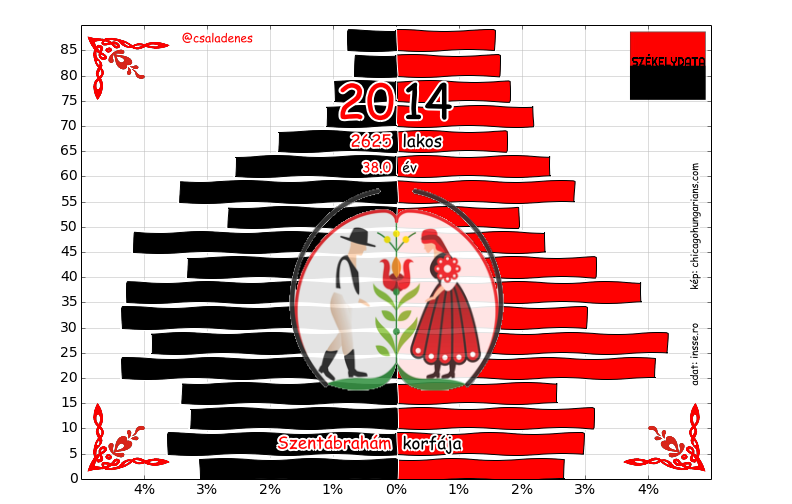 @csaladenes
SZÉKELYDATA
2014
2625 lakos
38.0 év
kép: chicagohungarians.com
adat: insse.ro
Szentábrahám korfája
85
80
75
70
65
60
55
50
45
40
35
30
25
20
15
10
5
0
4% 3% 2% 1% 0% 1% 2% 3% 4%